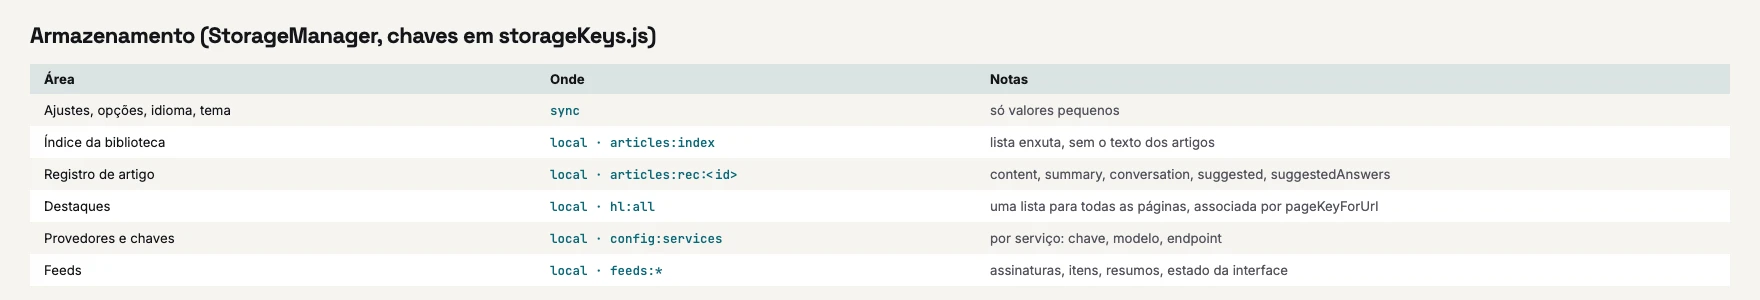 Armazenamento (StorageManager, chaves em storageKeys.js)
Área Onde Notas
Ajustes, opções, idioma, tema sync só valores pequenos
Índice da biblioteca local · articles:index lista enxuta, sem o texto dos artigos
Registro de artigo local · articles:rec:<id> content, summary, conversation, suggested, suggestedAnswers
Destaques local · hl:all uma lista para todas as páginas, associada por pageKeyForUrl
Provedores e chaves local · config:services por serviço: chave, modelo, endpoint
Feeds local · feeds:* assinaturas, itens, resumos, estado da interface